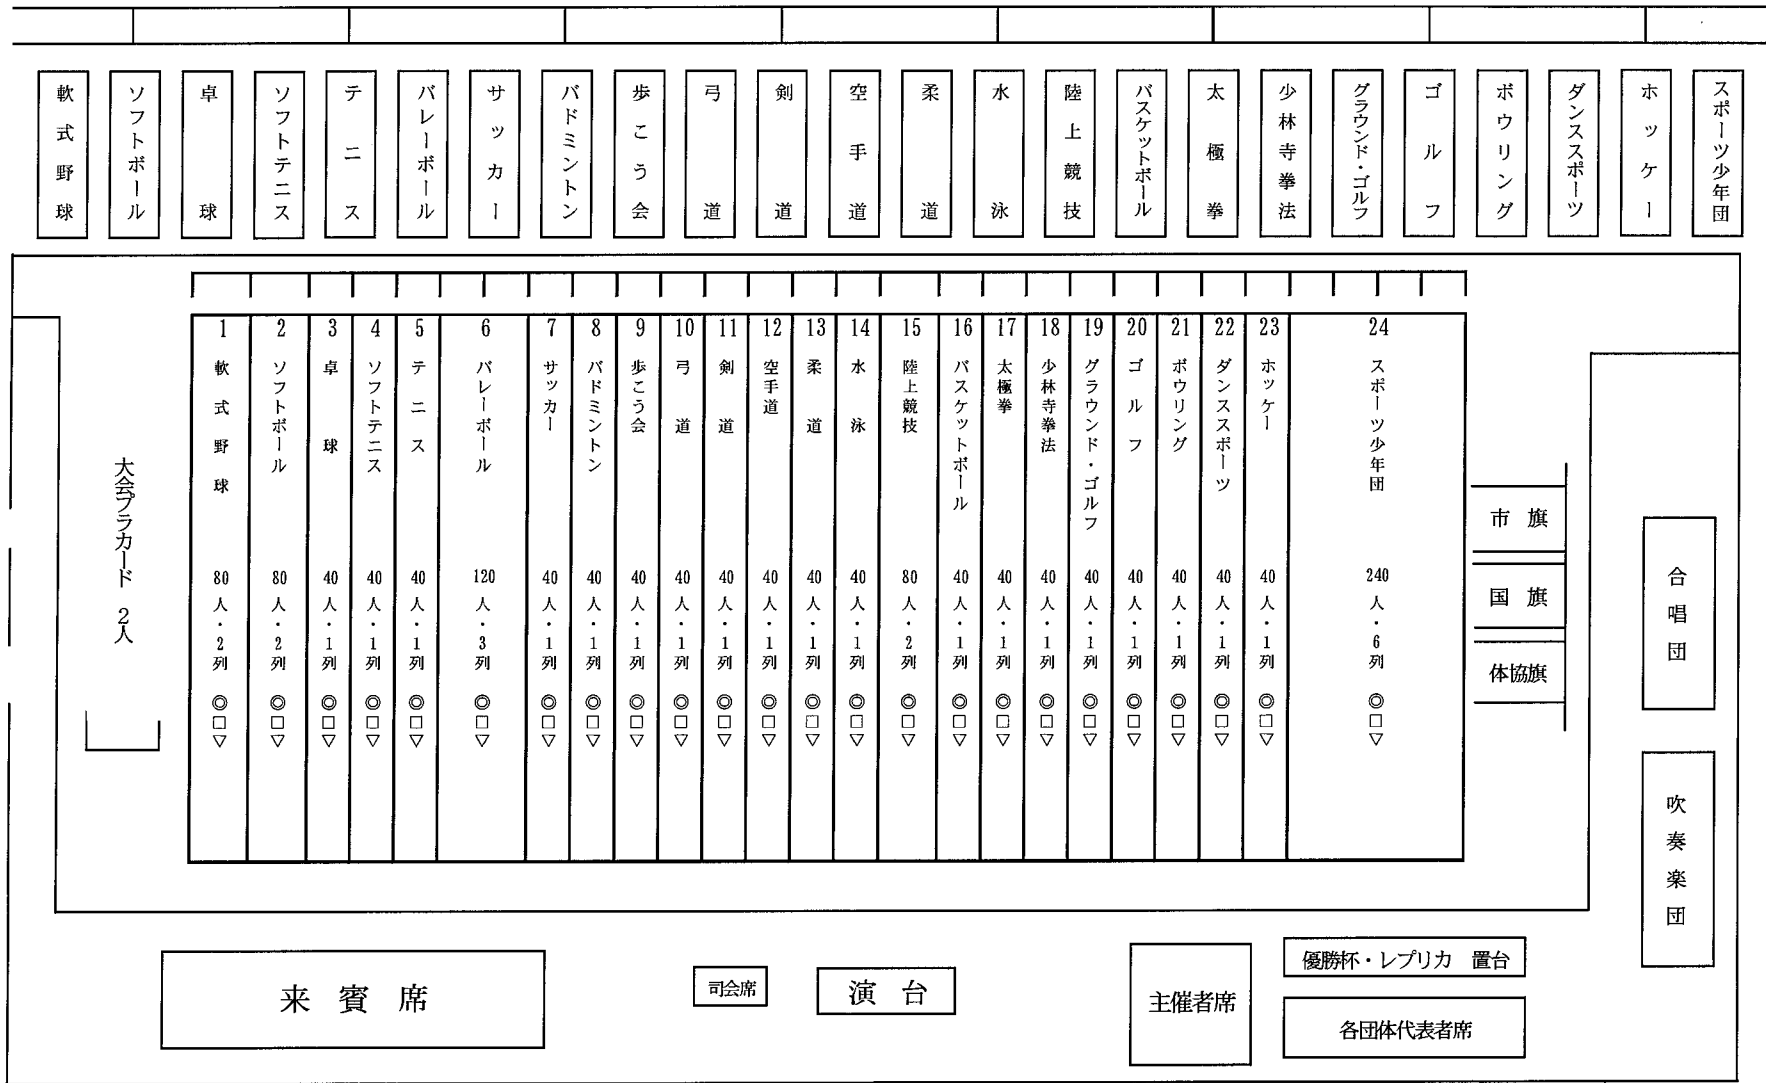 軟式野球
ソフトボール
卓球
ソフトテニス
テニス
バレーボール
サッカー
バドミントン
歩こう会
弓道
剣道
空手道
柔道
水泳
陸上競技
バスケットボール
太極拳
少林寺拳法
グラウンド・ゴルフ
ゴルフ
ボウリング
ダンススポーツ
ホッケー
スポーツ少年団
大会プラカード 2人
1 軟式野球 80人・2列 ◎□▽
2 ソフトボール 80人・2列 ◎□▽
3 卓球 40人・1列 ◎□▽
4 ソフトテニス 40人・1列 ◎□▽
5 テニス 40人・1列 ◎□▽
6 バレーボール 120人・3列 ◎□▽
7 サッカー 40人・1列 ◎□▽
8 バドミントン 40人・1列 ◎□▽
9 歩こう会 40人・1列 ◎□▽
10 弓道 40人・1列 ◎□▽
11 剣道 40人・1列 ◎□▽
12 空手道 40人・1列 ◎□▽
13 柔道 40人・1列 ◎□▽
14 水泳 40人・1列 ◎□▽
15 陸上競技 80人・2列 ◎□▽
16 バスケットボール 40人・1列 ◎□▽
17 太極拳 40人・1列 ◎□▽
18 少林寺拳法 40人・1列 ◎□▽
19 グラウンド・ゴルフ 40人・1列 ◎□▽
20 ゴルフ 40人・1列 ◎□▽
21 ボウリング 40人・1列 ◎□▽
22 ダンススポーツ 40人・1列 ◎□▽
23 ホッケー 40人・1列 ◎□▽
24 スポーツ少年団 240人・6列 ◎□▽
市旗
国旗
体協旗
合唱団
吹奏楽団
来賓席
司会席
演台
主催者席
優勝杯・レプリカ 置台
各団体代表者席